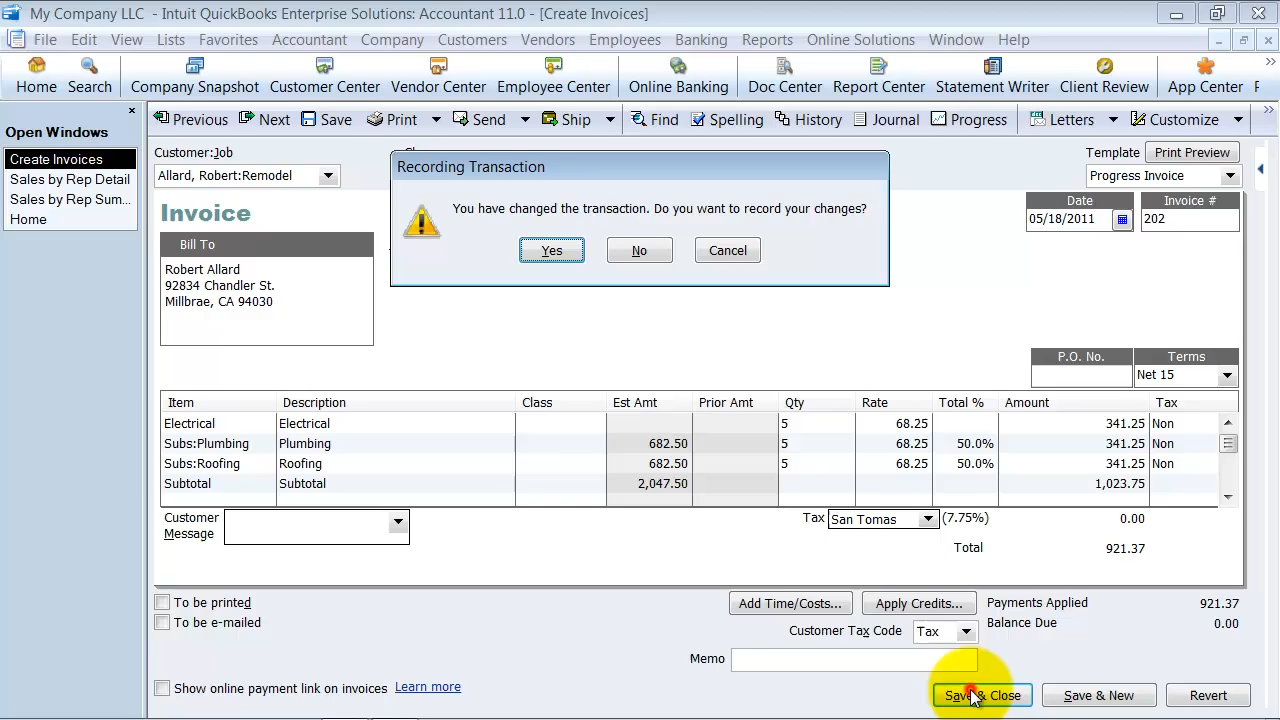 My Company LLC - Intuit QuickBooks Enterprise Solutions: Accountant 11.0 - [Create Invoices]
File Edit View Lists Favorites Accountant Company Customers Vendors Employees Banking Reports Online Solutions Window Help
Home Search Company Snapshot Customer Center Vendor Center Employee Center Online Banking Doc Center Report Center Statement Writer Client Review App Center
Open Windows
Create Invoices
Sales by Rep Detail
Sales by Rep Sum...
Home
Previous Next Save Print Send Ship Find Spelling History Journal Progress Letters Customize
Customer:Job
Allard, Robert:Remodel
Template Print Preview
Progress Invoice
Recording Transaction
You have changed the transaction. Do you want to record your changes?
Yes No Cancel
Invoice
Date Invoice #
05/18/2011 202
Bill To
Robert Allard
92834 Chandler St.
Millbrae, CA 94030
P.O. No. Terms
Net 15
Item Description Class Est Amt Prior Amt Qty Rate Total % Amount Tax
Electrical Electrical 5 68.25 341.25 Non
Subs:Plumbing Plumbing 682.50 5 68.25 50.0% 341.25 Non
Subs:Roofing Roofing 682.50 5 68.25 50.0% 341.25 Non
Subtotal Subtotal 2,047.50 1,023.75
Customer Message
Tax San Tomas (7.75%) 0.00
Total 921.37
To be printed
To be e-mailed
Add Time/Costs... Apply Credits... Payments Applied 921.37
Customer Tax Code Tax Balance Due 0.00
Memo
Show online payment link on invoices Learn more
Save & Close Save & New Revert